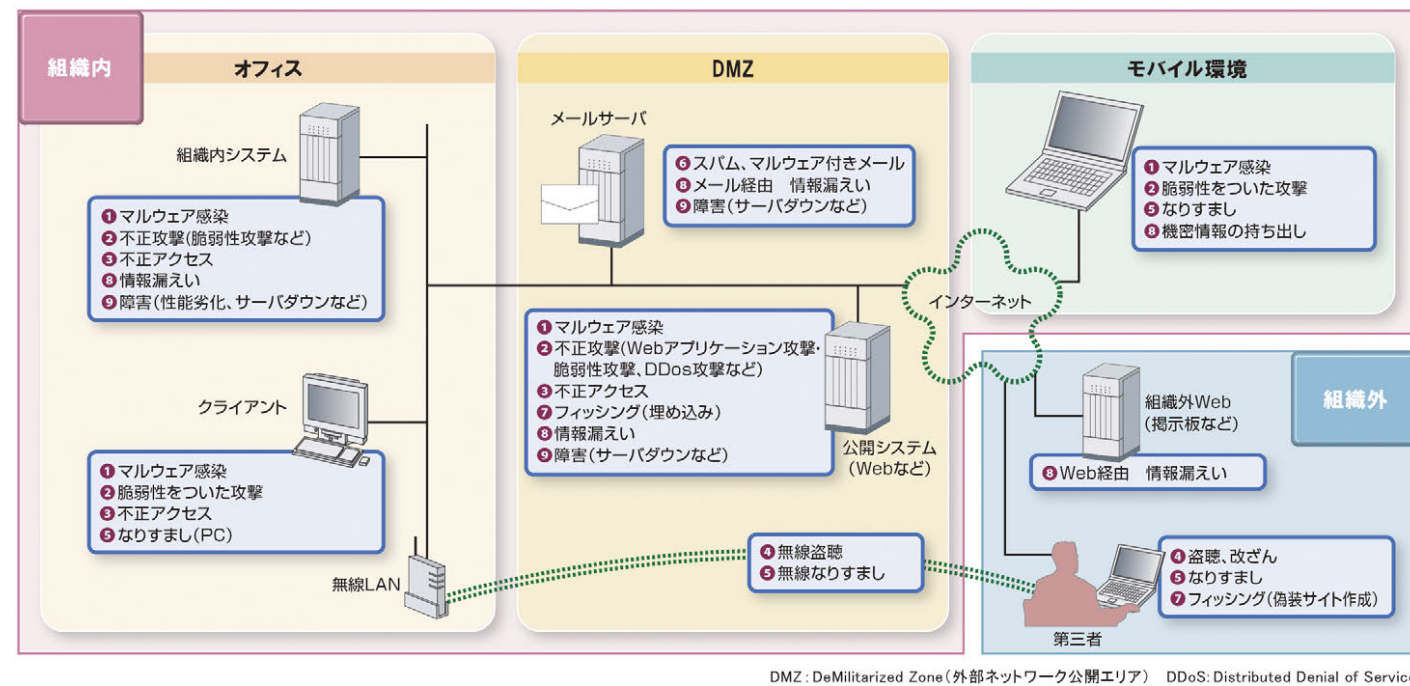 組織内
オフィス
組織内システム
❶マルウェア感染
❷不正攻撃(脆弱性攻撃など)
❸不正アクセス
❽情報漏えい
❾障害(性能劣化、サーバダウンなど)
クライアント
❶マルウェア感染
❷脆弱性をついた攻撃
❸不正アクセス
❺なりすまし(PC)
無線LAN
DMZ
メールサーバ
❻スパム、マルウェア付きメール
❽メール経由 情報漏えい
❾障害(サーバダウンなど)
❶マルウェア感染
❷不正攻撃(Webアプリケーション攻撃・
脆弱性攻撃、DDos攻撃など)
❸不正アクセス
❼フィッシング(埋め込み)
❽情報漏えい
❾障害(サーバダウンなど)
公開システム
(Webなど)
❹無線盗聴
❺無線なりすまし
モバイル環境
❶マルウェア感染
❷脆弱性をついた攻撃
❺なりすまし
❽機密情報の持ち出し
インターネット
組織外
組織外Web
(掲示板など)
❽Web経由 情報漏えい
❹盗聴、改ざん
❺なりすまし
❼フィッシング(偽装サイト作成)
第三者
DMZ:DeMilitarized Zone(外部ネットワーク公開エリア) DDoS:Distributed Denial of Service